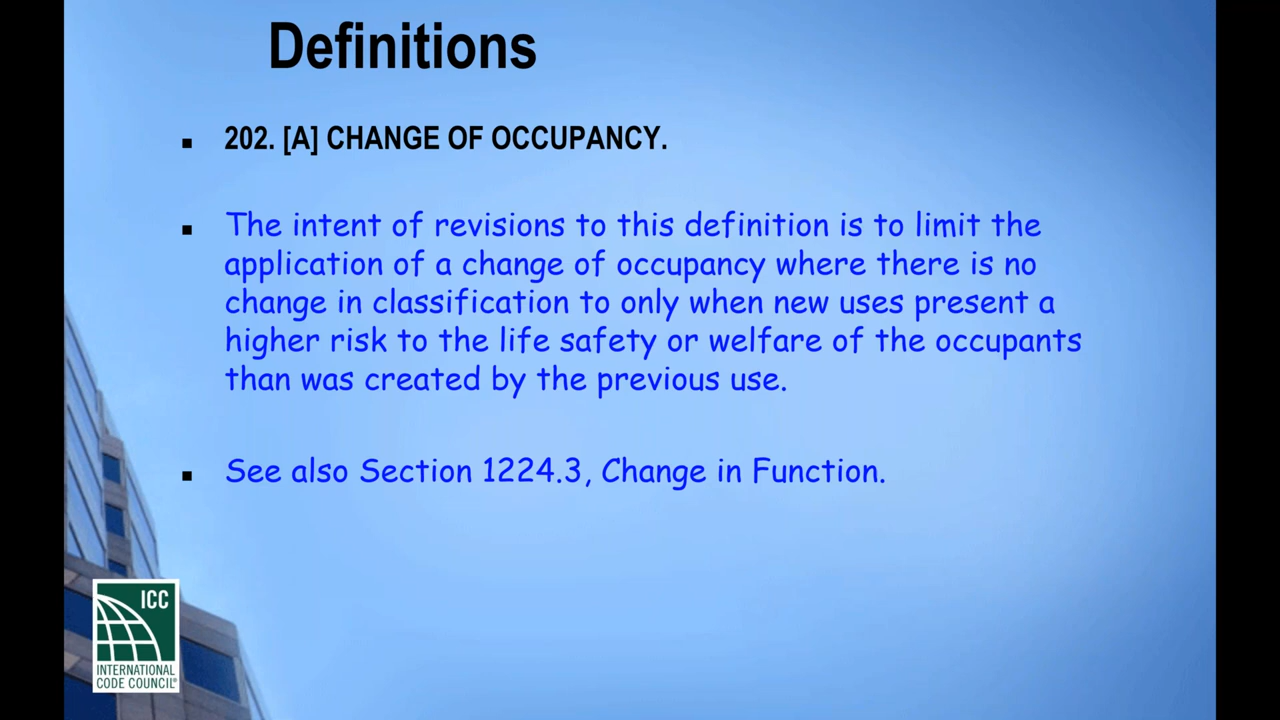 Definitions
202. [A] CHANGE OF OCCUPANCY.
The intent of revisions to this definition is to limit the
application of a change of occupancy where there is no
change in classification to only when new uses present a
higher risk to the life safety or welfare of the occupants
than was created by the previous use.
See also Section 1224.3, Change in Function.
ICC
INTERNATIONAL
CODE COUNCIL®